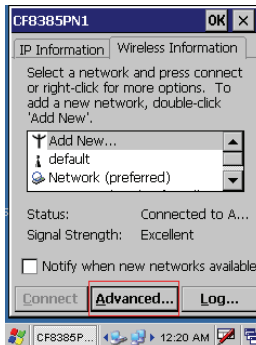 CF8385PN1 OK ×
IP Information Wireless Information
Select a network and press connect
or right-click for more options. To
add a new network, double-click
'Add New'.
Add New...
default
Network (preferred)
Status: Connected to A...
Signal Strength: Excellent
Notify when new networks available
Connect Advanced... Log...
CF8385P... 12:20 AM